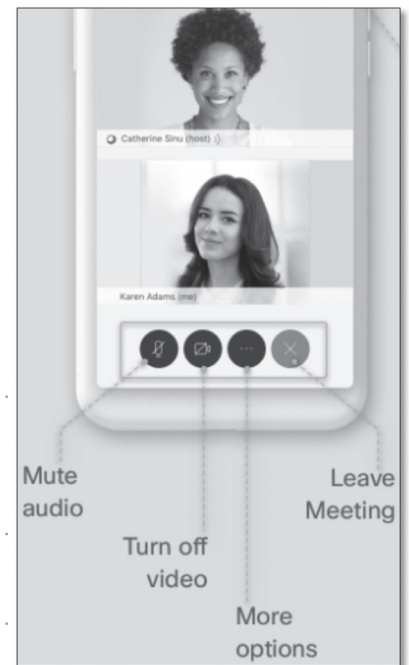 Catherine Sinu (host)
Karen Adams (me)
Mute
audio
Leave
Meeting
Turn off
video
More
options